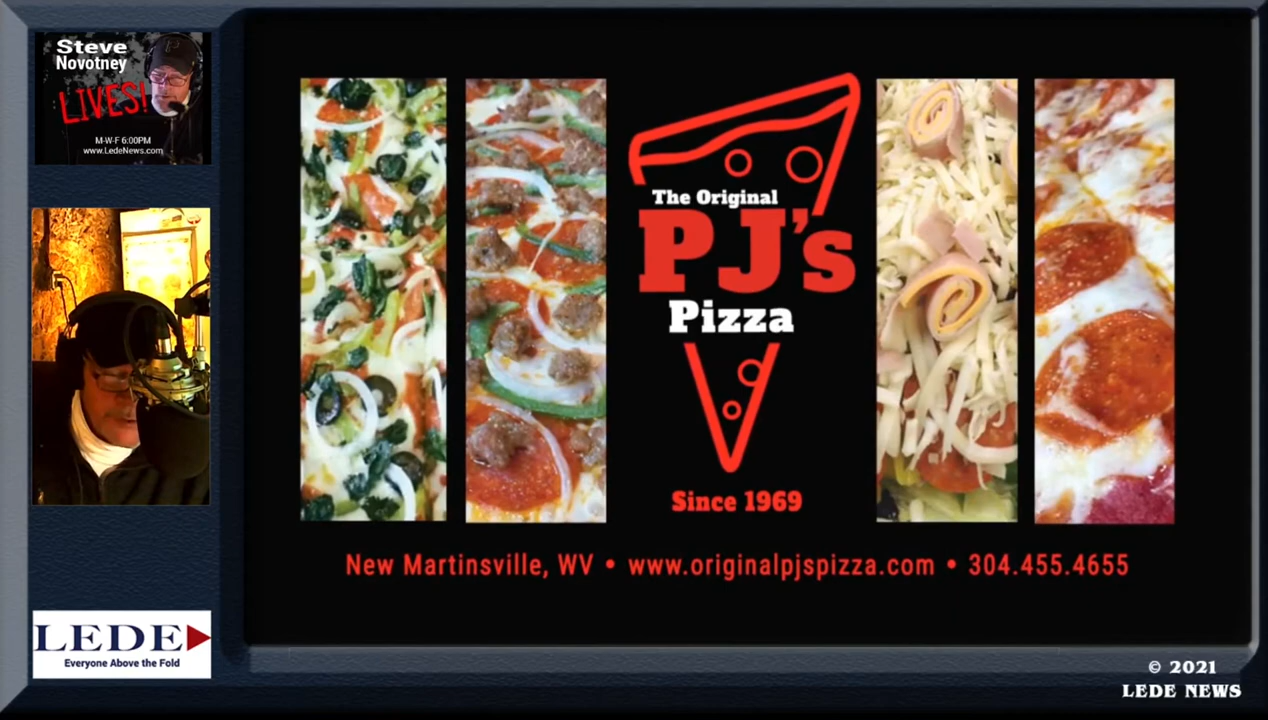 Steve
Novotney
LIVES!
M-W-F 6:00PM
www.LedeNews.com
The Original
PJ's
Pizza
Since 1969
New Martinsville, WV • www.originalpjspizza.com • 304.455.4655
LEDE
Everyone Above the Fold
© 2021
LEDE NEWS